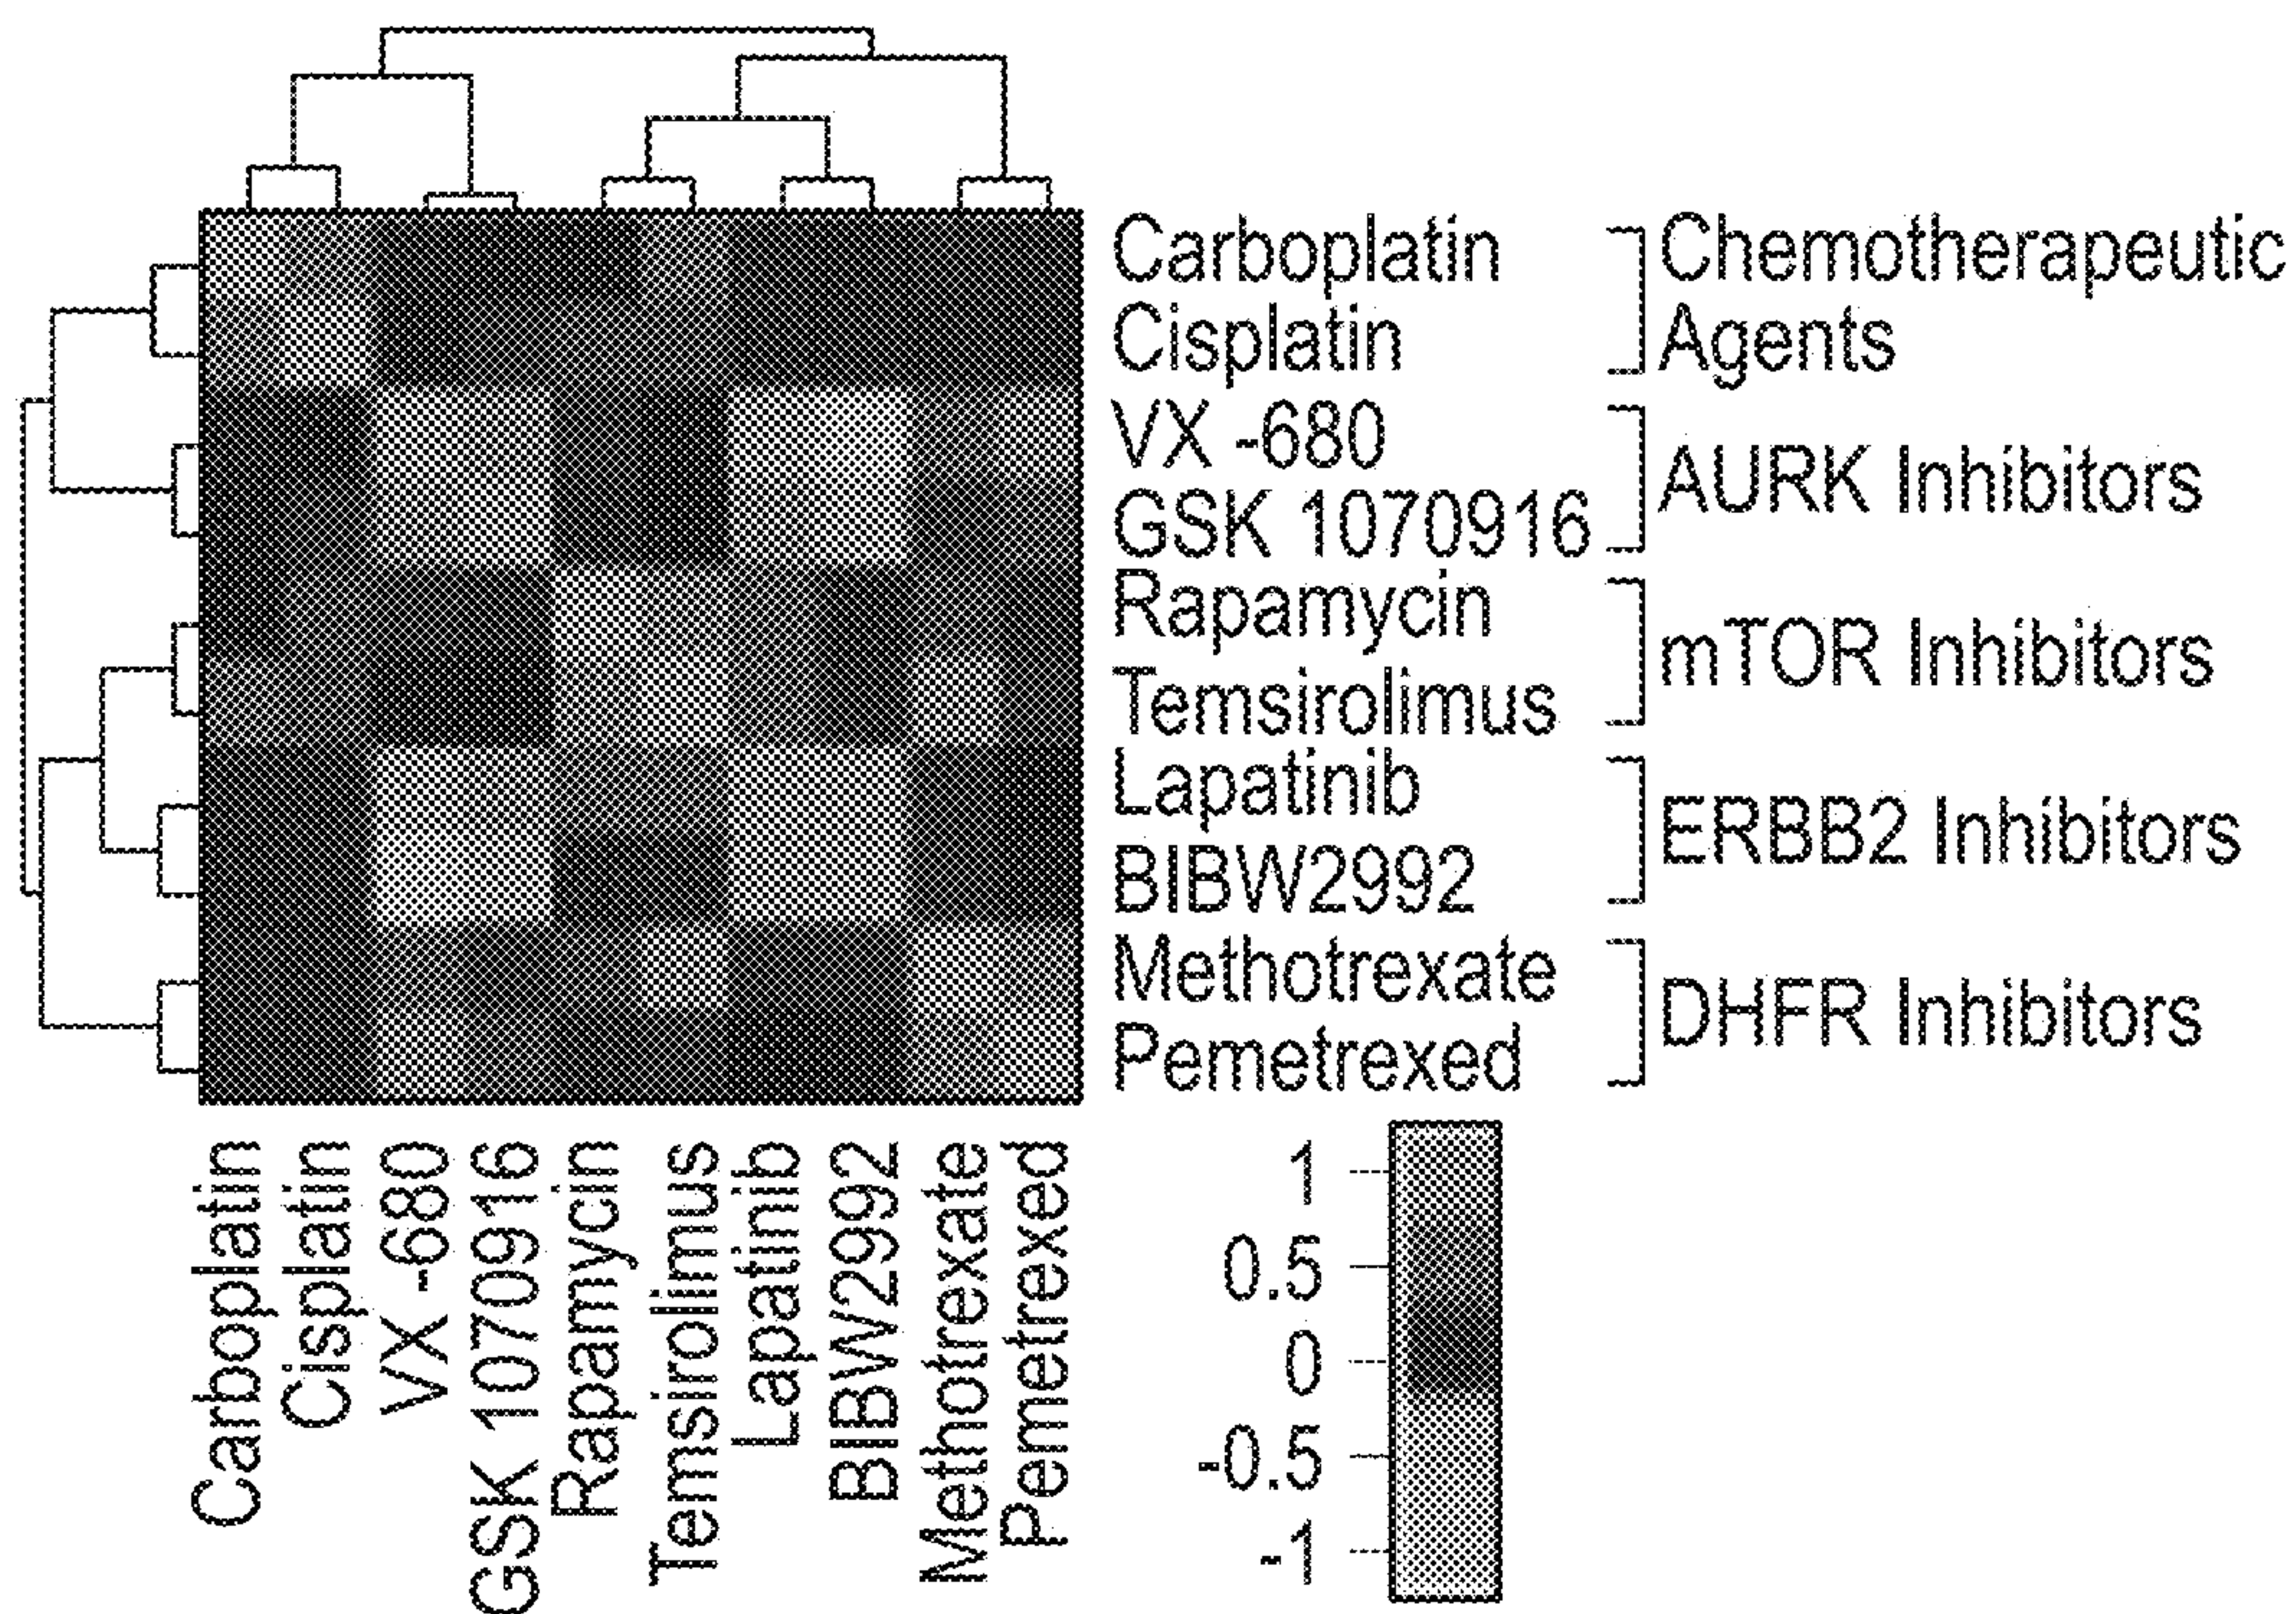 Carboplatin
Cisplatin
VX -680
GSK 1070916
Rapamycin
Temsirolimus
Lapatinib
BIBW2992
Methotrexate
Pemetrexed
Chemotherapeutic
Agents
AURK Inhibitors
mTOR Inhibitors
ERBB2 Inhibitors
DHFR Inhibitors
Carboplatin
Cisplatin
VX -680
GSK 1070916
Rapamycin
Temsirolimus
Lapatinib
BIBW2992
Methotrexate
Pemetrexed
1
0.5
0
-0.5
-1